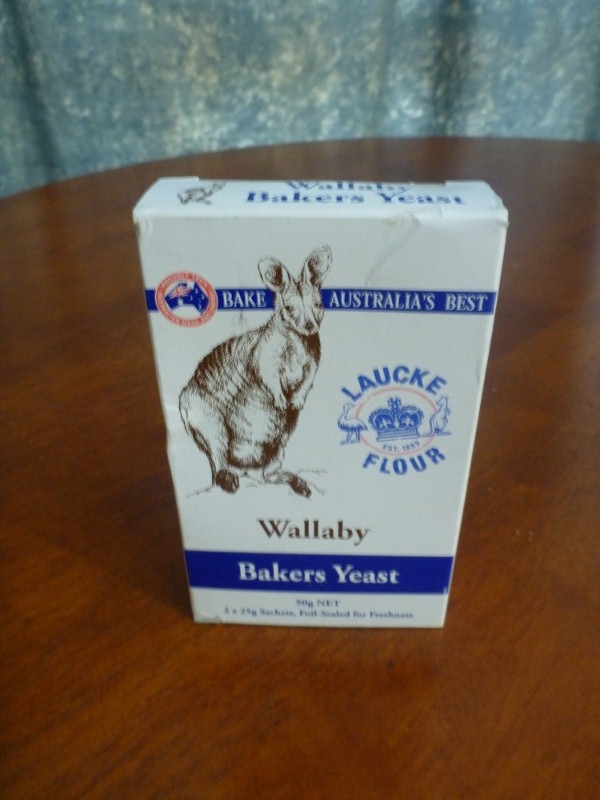 Wallaby
Bakers Yeast
BAKE AUSTRALIA'S BEST
LAUCKE
EST. 1899
FLOUR
Wallaby
Bakers Yeast
50g NET
2 x 25g Sachets, Foil-Sealed for Freshness